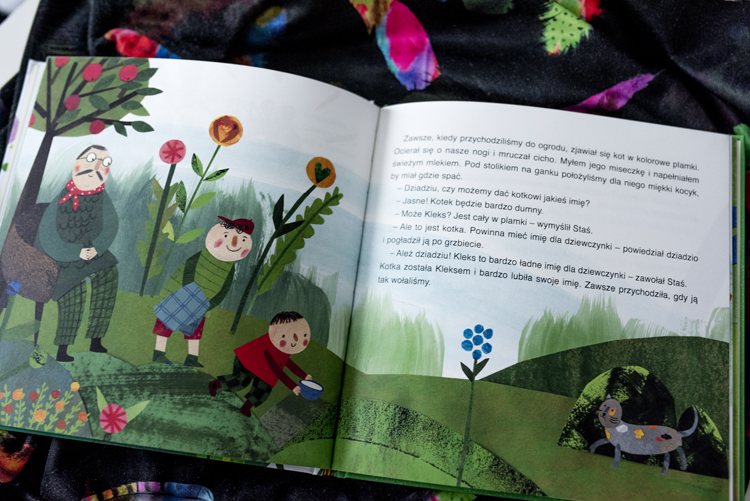 Zawsze, kiedy przychodziliśmy do ogrodu, zjawiał się kot w kolorowe plamki.
Ocierał się o nasze nogi i mruczał cicho. Myłem jego miseczkę i napełniałem
świeżym mlekiem. Pod stolikiem na ganku położyliśmy dla niego miękki kocyk,
by miał gdzie spać.
– Dziadziu, czy możemy dać kotkowi jakieś imię?
– Jasne! Kotek będzie bardzo dumny.
– Może Kleks? Jest cały w plamki – wymyślił Staś.
– Ale to jest kotka. Powinna mieć imię dla dziewczynki – powiedział dziadzio
i pogładził ją po grzbiecie.
– Ależ dziadziu! Kleks to bardzo ładne imię dla dziewczynki – zawołał Staś.
Kotka została Kleksem i bardzo lubiła swoje imię. Zawsze przychodziła, gdy ją
tak wołaliśmy.